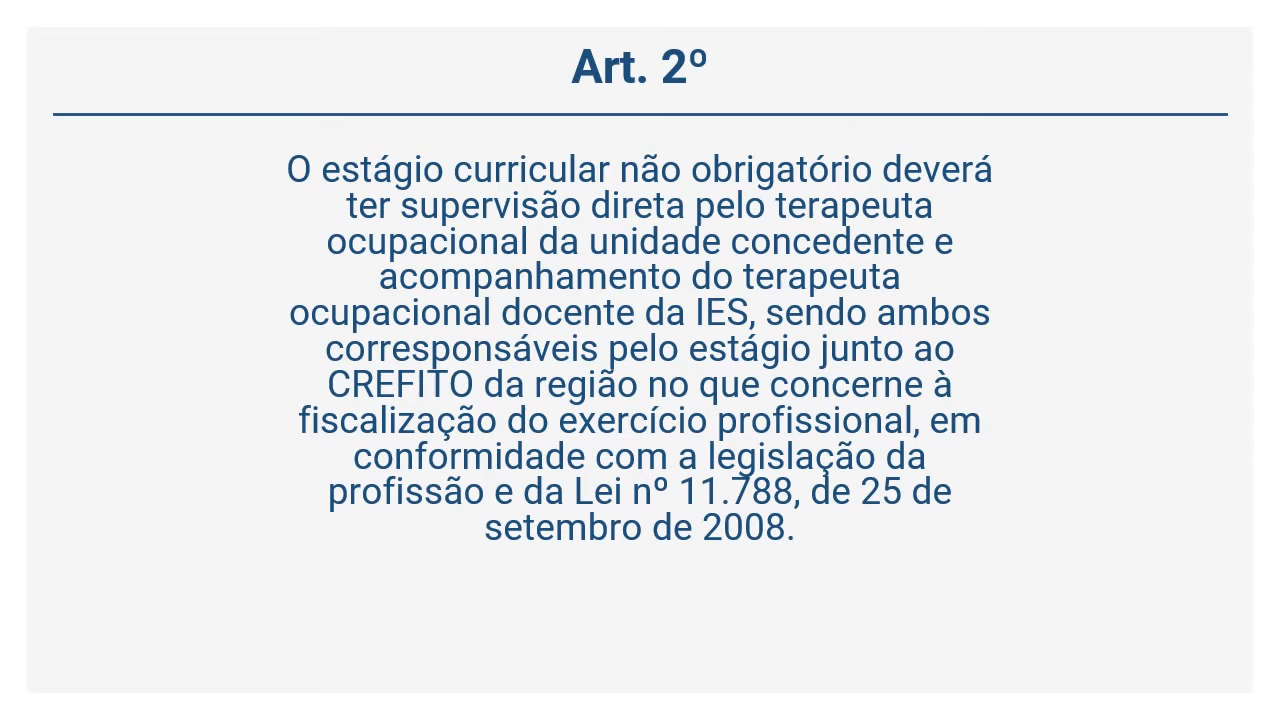 Art. 2º
O estágio curricular não obrigatório deverá
ter supervisão direta pelo terapeuta
ocupacional da unidade concedente e
acompanhamento do terapeuta
ocupacional docente da IES, sendo ambos
corresponsáveis pelo estágio junto ao
CREFITO da região no que concerne à
fiscalização do exercício profissional, em
conformidade com a legislação da
profissão e da Lei nº 11.788, de 25 de
setembro de 2008.